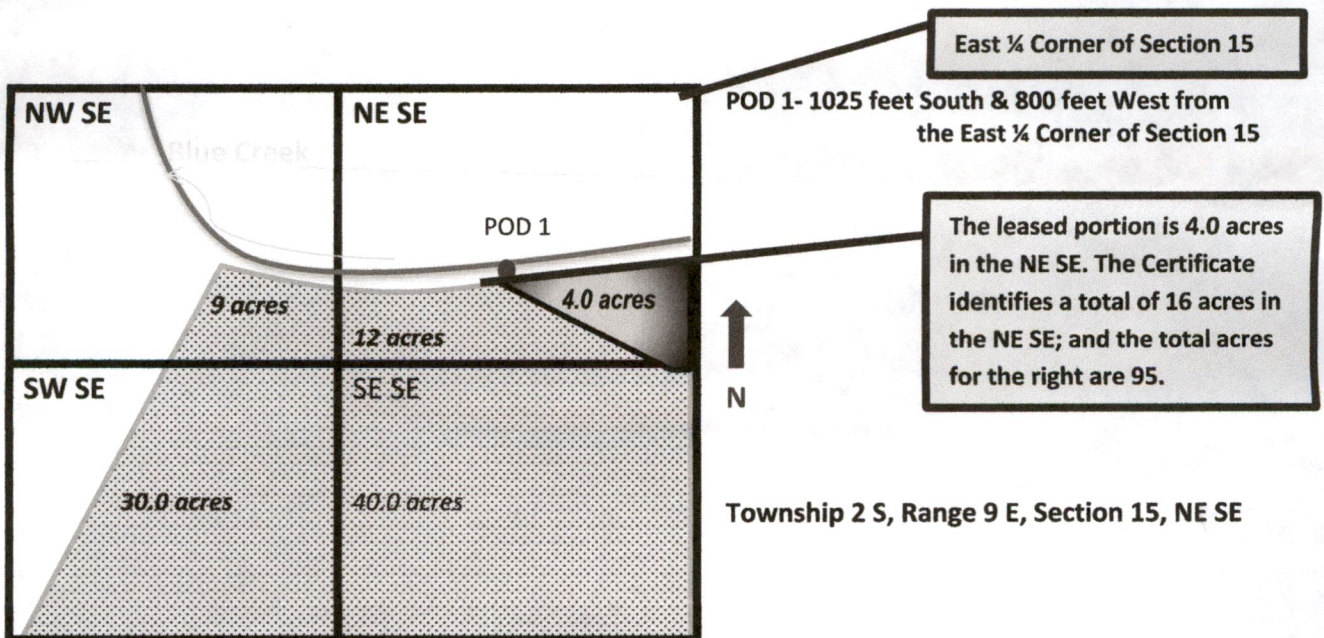 East ¼ Corner of Section 15
NW SE
NE SE
POD 1- 1025 feet South & 800 feet West from
the East ¼ Corner of Section 15
Blue Creek
POD 1
The leased portion is 4.0 acres
in the NE SE. The Certificate
identifies a total of 16 acres in
the NE SE; and the total acres
for the right are 95.
9 acres
4.0 acres
12 acres
SW SE
SE SE
N
30.0 acres
40.0 acres
Township 2 S, Range 9 E, Section 15, NE SE